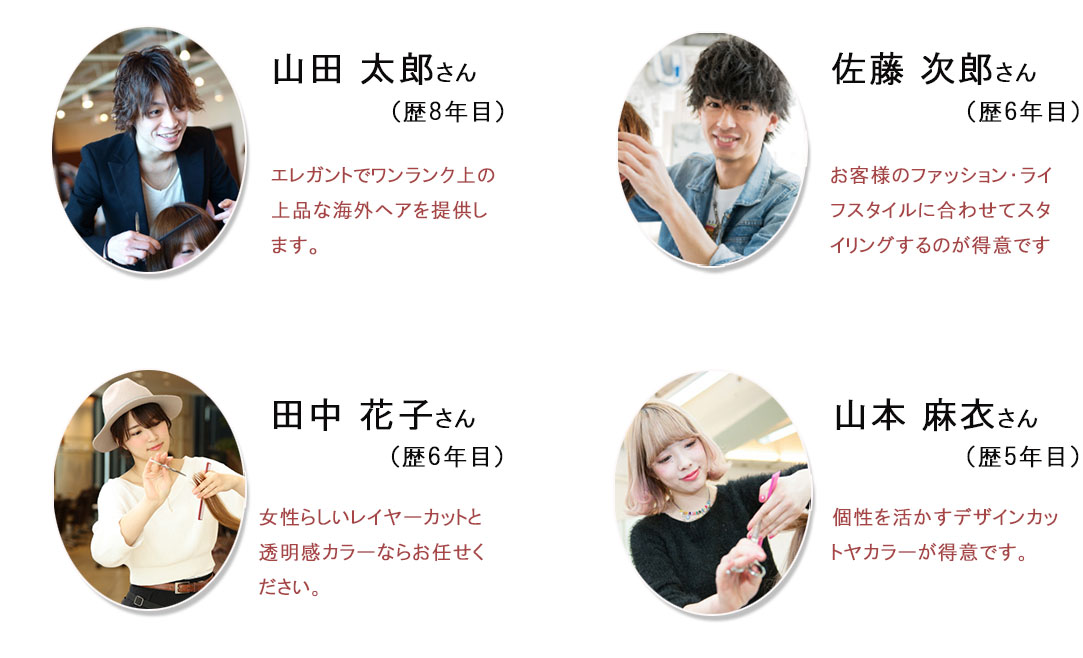 山田 太郎さん
（歴8年目）
エレガントでワンランク上の
上品な海外ヘアを提供し
ます。
佐藤 次郎さん
（歴6年目）
お客様のファッション・ライ
フスタイルに合わせてスタ
イリングするのが得意です
田中 花子さん
（歴6年目）
女性らしいレイヤーカットと
透明感カラーならお任せく
ださい。
山本 麻衣さん
（歴5年目）
個性を活かすデザインカッ
トヤカラーが得意です。